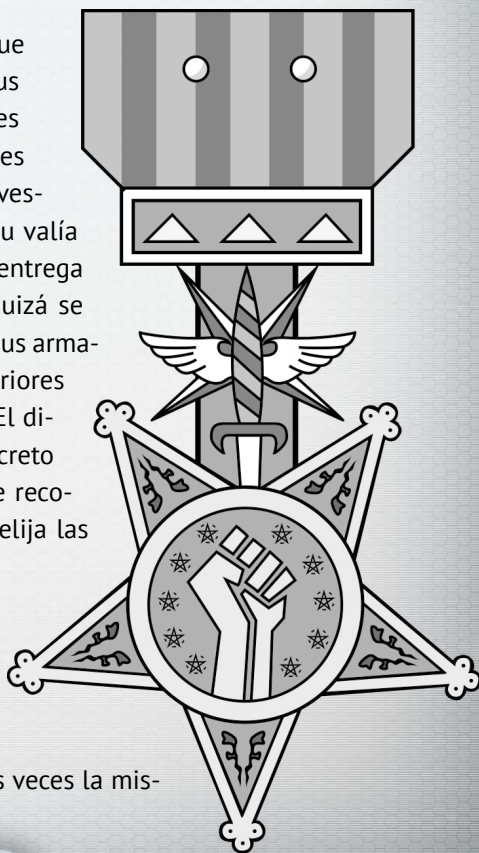 ue
us
es
es
ves-
u valía
entrega
uizá se
us arma-
riores
El di-
creto
e reco-
elija las
s veces la mis-